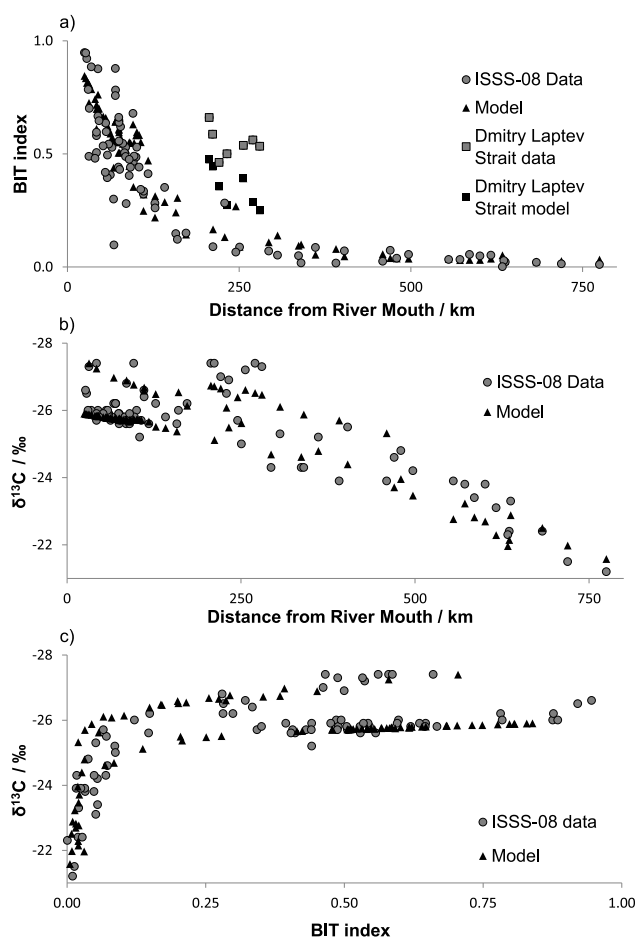 a)
1.0
0.5
0.0
BIT index
ISSS-08 Data
Model
Dmitry Laptev
Strait data
Dmitry Laptev
Strait model
0
250
500
750
Distance from River Mouth / km
b)
-28
-26
-24
-22
δ¹³C / ‰
ISSS-08 Data
Model
0
250
500
750
Distance from River Mouth / km
c)
-28
-26
-24
-22
δ¹³C / ‰
ISSS-08 data
Model
0.00
0.25
0.50
0.75
1.00
BIT index